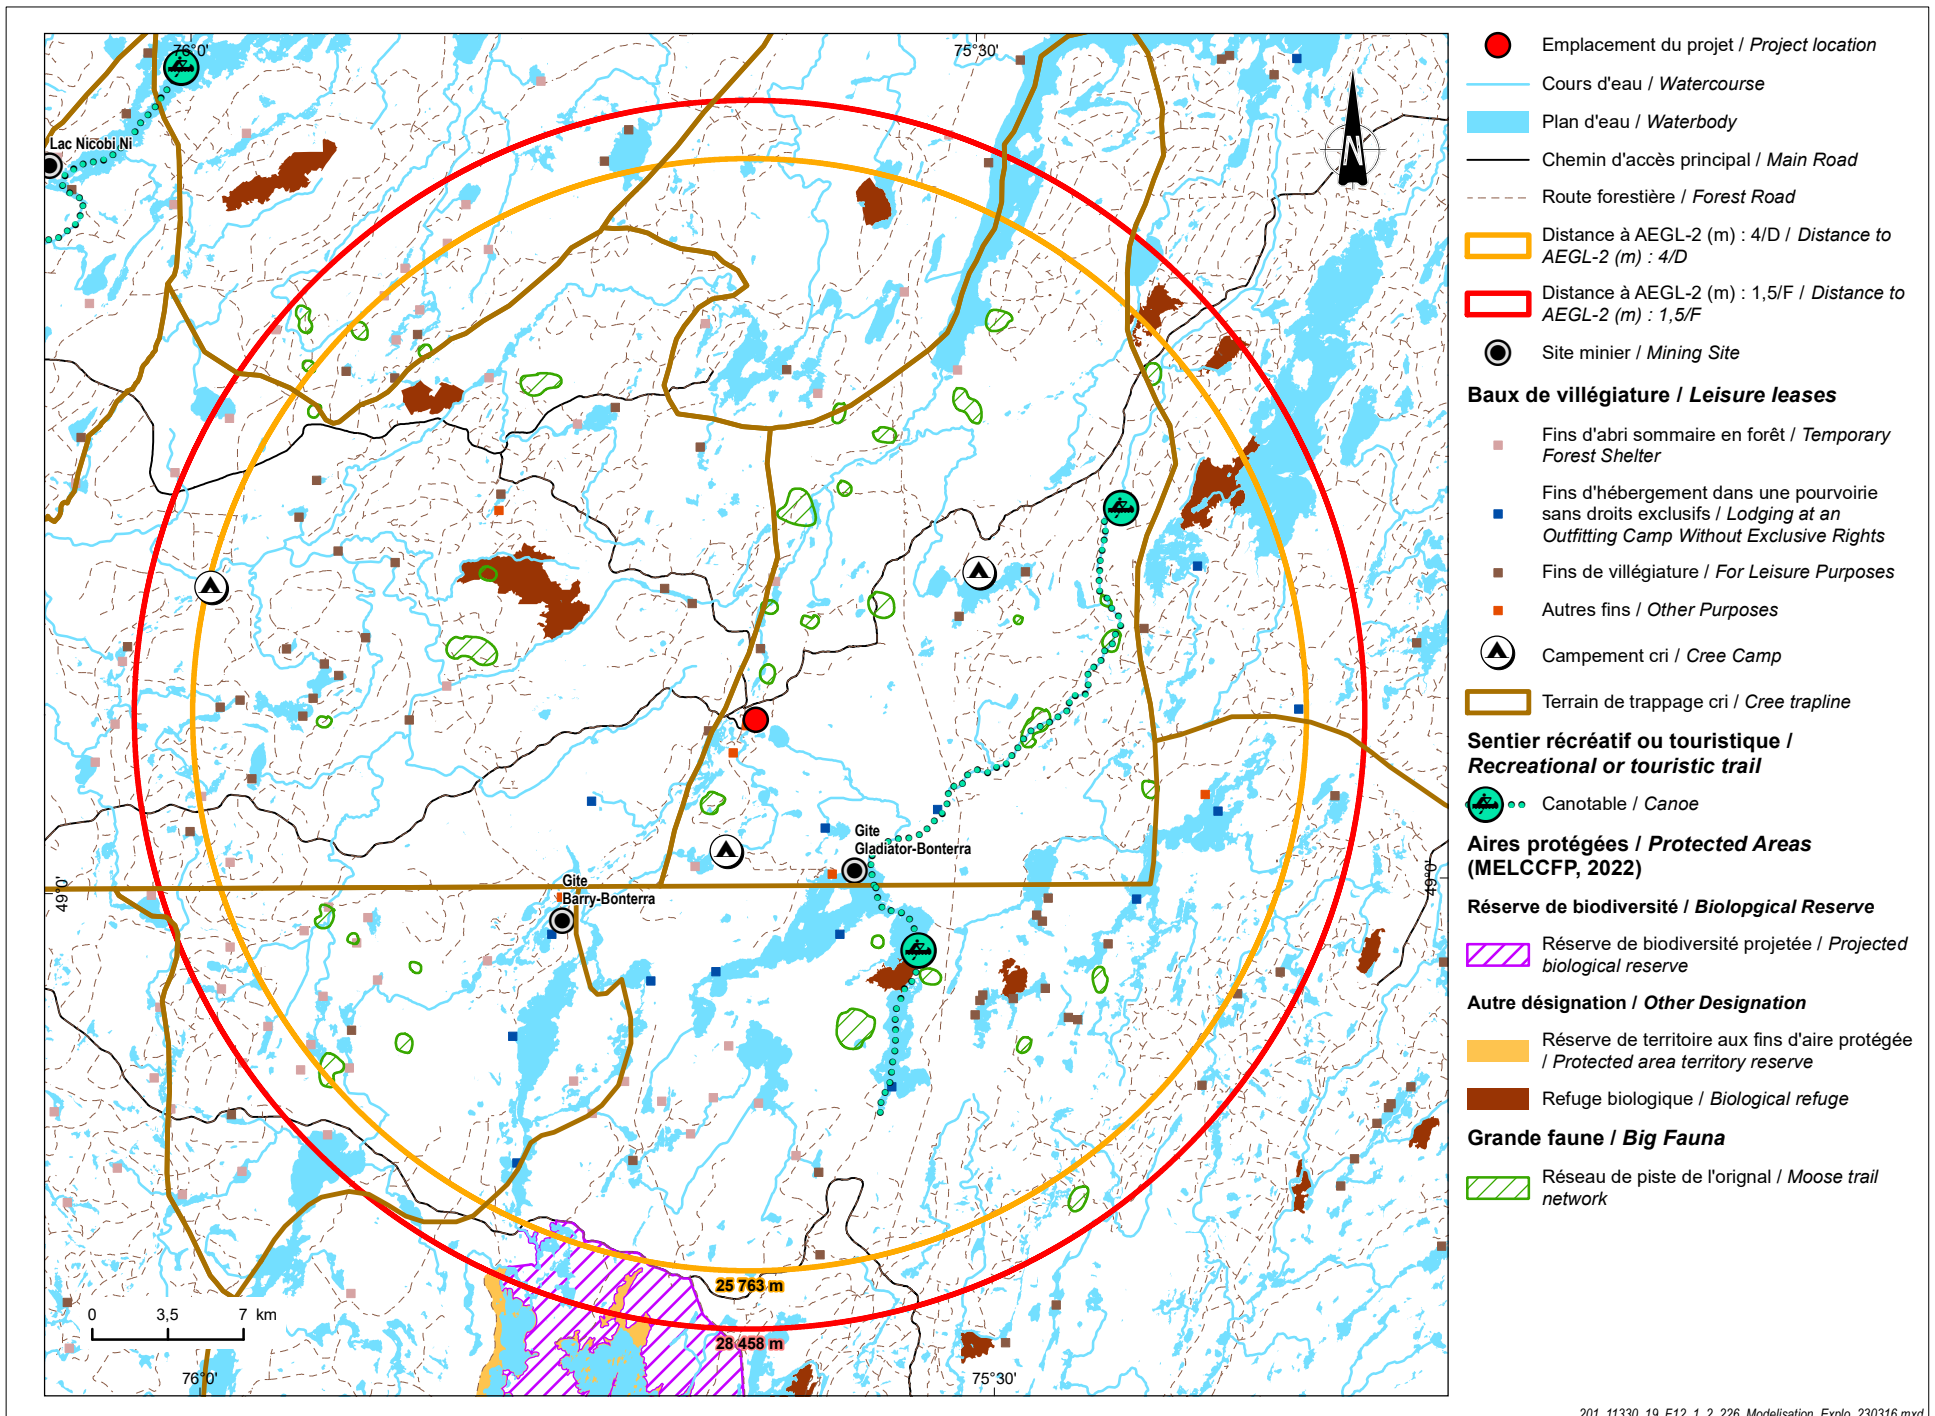 76°0'
75°30'
Lac Nicobi Ni
Gite
Gladiator-Bonterra
Gite
Barry-Bonterra
49°0'
49°0'
25 763 m
28 458 m
0 3,5 7 km
76°0'
75°30'
N
Emplacement du projet / Project location
Cours d'eau / Watercourse
Plan d'eau / Waterbody
Chemin d'accès principal / Main Road
Route forestière / Forest Road
Distance à AEGL-2 (m) : 4/D / Distance to
AEGL-2 (m) : 4/D
Distance à AEGL-2 (m) : 1,5/F / Distance to
AEGL-2 (m) : 1,5/F
Site minier / Mining Site
Baux de villégiature / Leisure leases
Fins d'abri sommaire en forêt / Temporary
Forest Shelter
Fins d'hébergement dans une pourvoirie
sans droits exclusifs / Lodging at an
Outfitting Camp Without Exclusive Rights
Fins de villégiature / For Leisure Purposes
Autres fins / Other Purposes
Campement cri / Cree Camp
Terrain de trappage cri / Cree trapline
Sentier récréatif ou touristique /
Recreational or touristic trail
Canotable / Canoe
Aires protégées / Protected Areas
(MELCCFP, 2022)
Réserve de biodiversité / Biolopgical Reserve
Réserve de biodiversité projetée / Projected
biological reserve
Autre désignation / Other Designation
Réserve de territoire aux fins d'aire protégée
/ Protected area territory reserve
Refuge biologique / Biological refuge
Grande faune / Big Fauna
Réseau de piste de l'orignal / Moose trail
network
201_11330_19_F12_1_2_226_Modelisation_Explo_230316.mxd